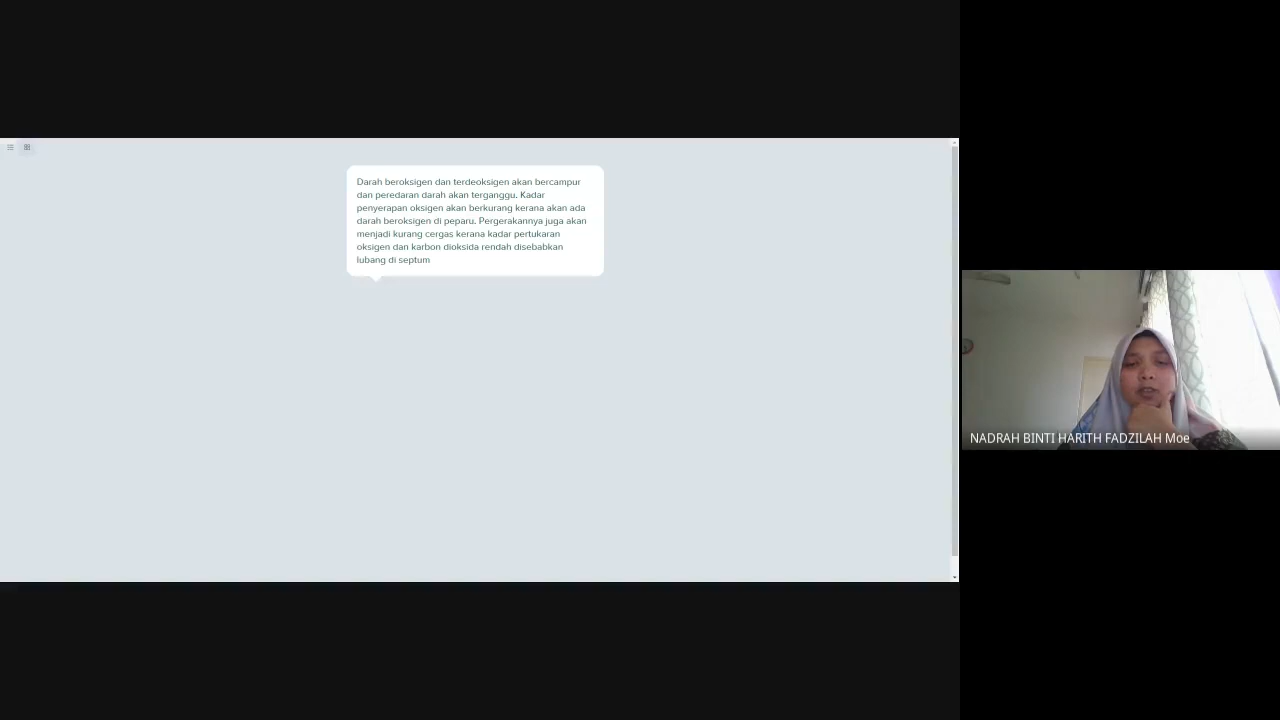 Darah beroksigen dan terdeoksigen akan bercampur
dan peredaran darah akan terganggu. Kadar
penyerapan oksigen akan berkurang kerana akan ada
darah beroksigen di peparu. Pergerakannya juga akan
menjadi kurang cergas kerana kadar pertukaran
oksigen dan karbon dioksida rendah disebabkan
lubang di septum
NADRAH BINTI HARITH FADZILAH Moe